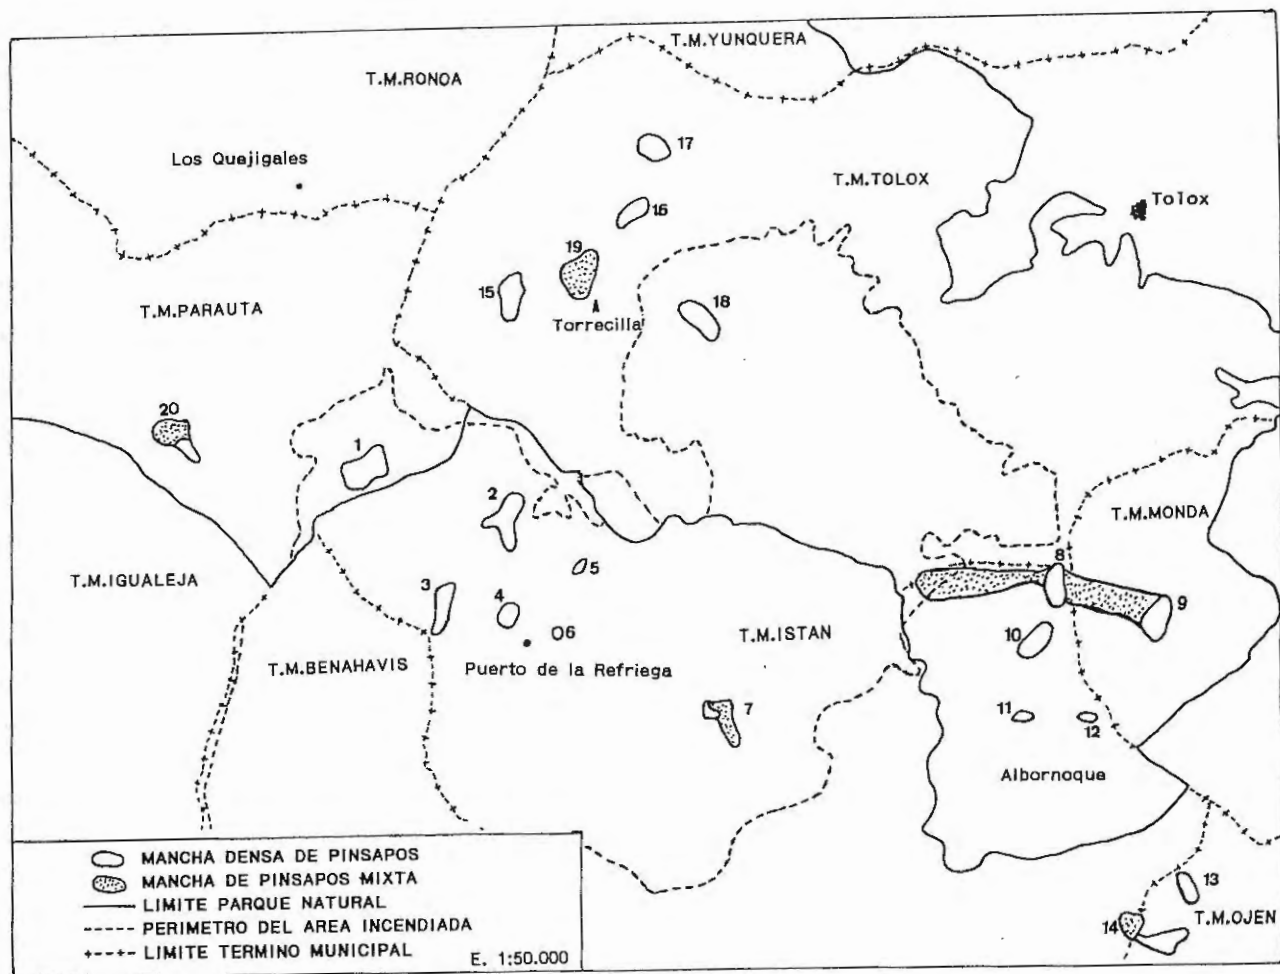 T.M.YUNQUERA
T.M.RONDA
17
Los Quejigales
T.M.TOLOX
Tolox
16
19
15
18
T.M.PARAUTA
Torrecilla
20
1
2
T.M.MONDA
8
T.M.IGUALEJA
5
3
4
9
O6
T.M.ISTAN
10
T.M.BENAHAVIS
Puerto de la Refriega
7
11
12
Albornoque
MANCHA DENSA DE PINSAPOS
MANCHA DE PINSAPOS MIXTA
LIMITE PARQUE NATURAL
PERIMETRO DEL AREA INCENDIADA
LIMITE TERMINO MUNICIPAL
E. 1:50.000
13
14
T.M.OJEN